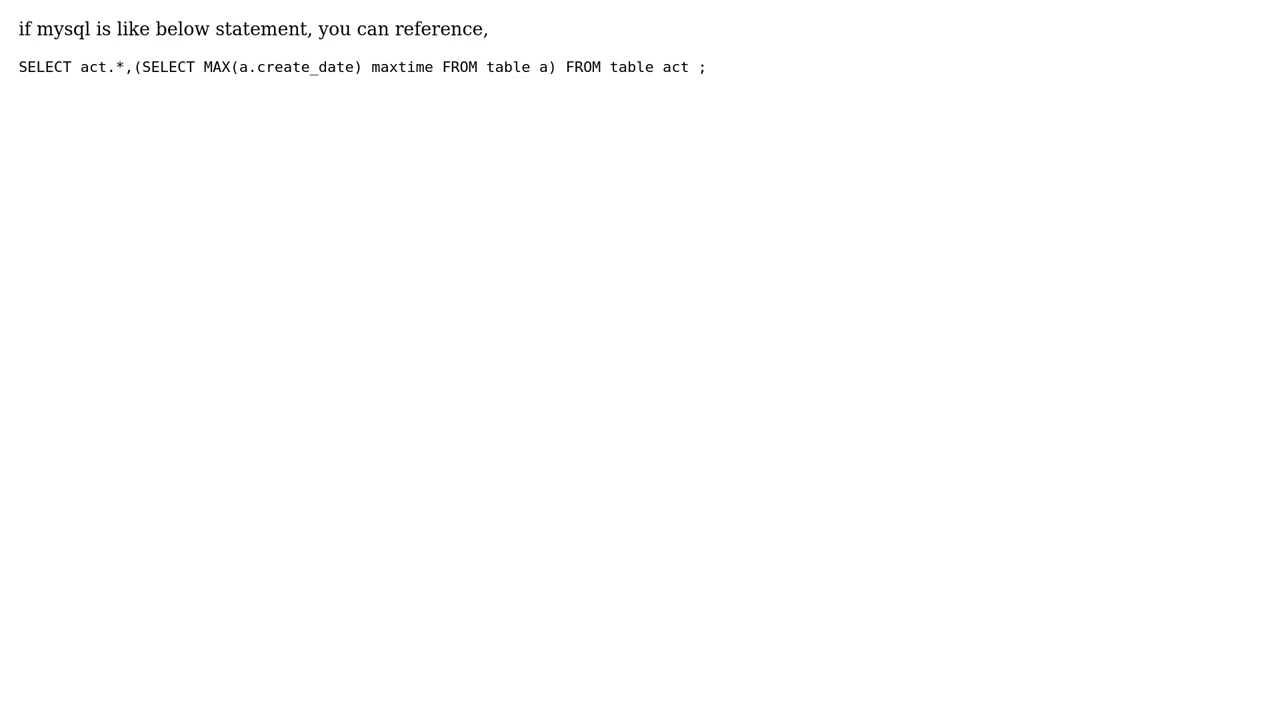 if mysql is like below statement, you can reference,
SELECT act.*,(SELECT MAX(a.create_date) maxtime FROM table a) FROM table act ;